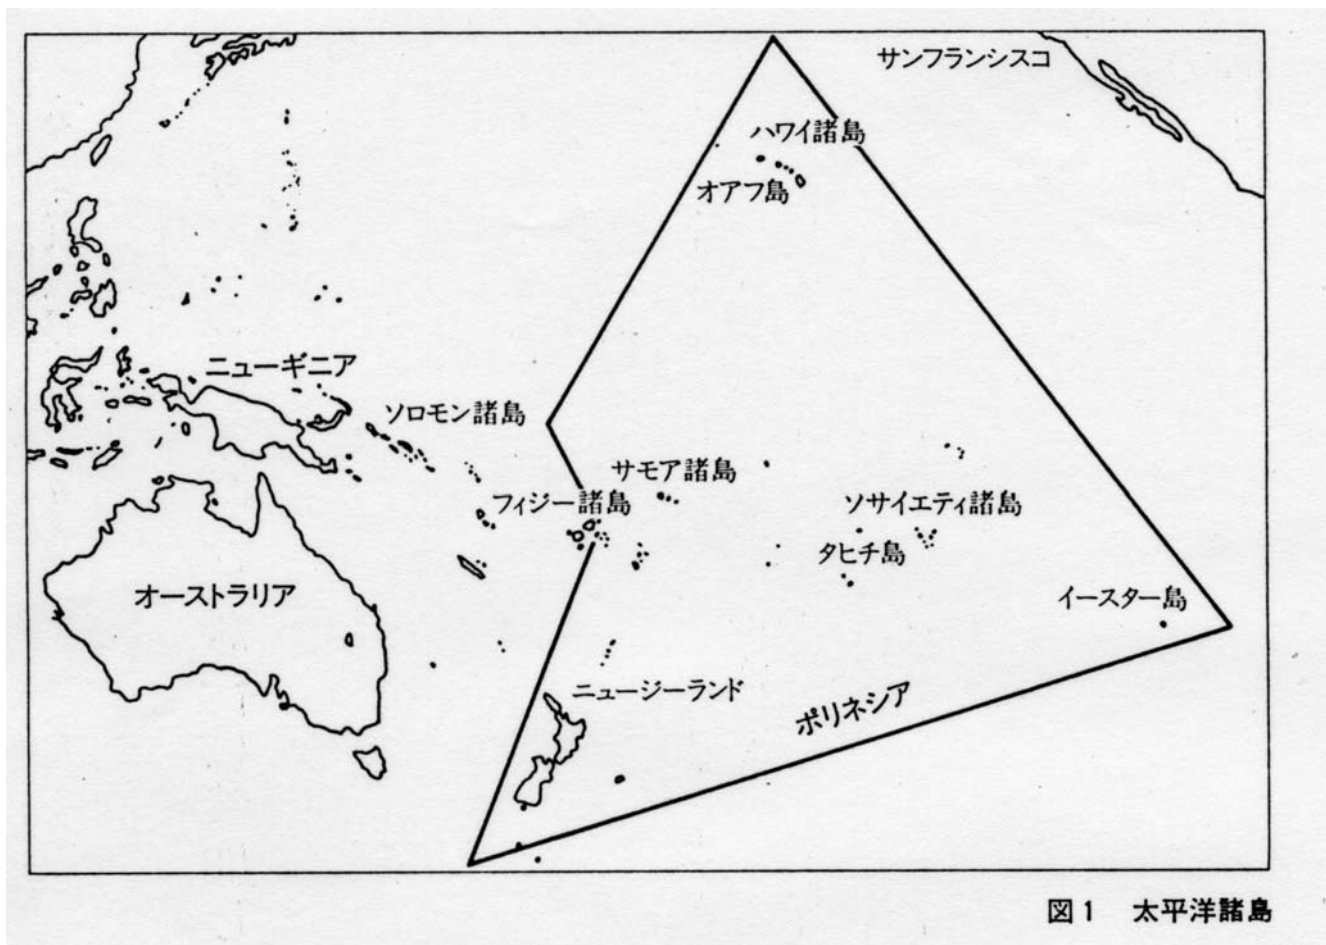 サンフランシスコ
ハワイ諸島
オアフ島
ニューギニア
ソロモン諸島
サモア諸島
フィジー諸島
ソサイエティ諸島
タヒチ島
オーストラリア
イースター島
ニュージーランド
ポリネシア
図1 太平洋諸島